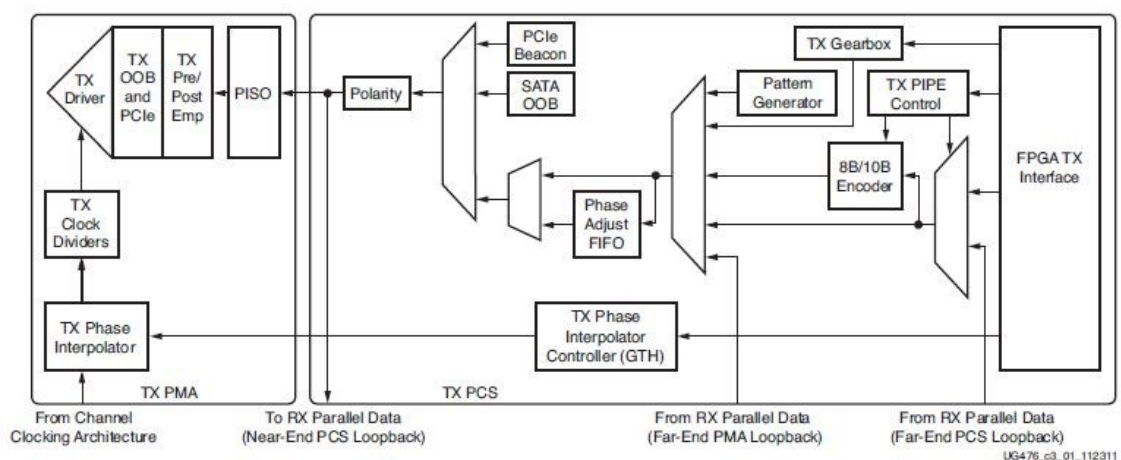 TX
Driver
TX
OOB
and
PCIe
TX
Pre/
Post
Emp
PISO
Polarity
PCIe
Beacon
SATA
OOB
TX Gearbox
Pattern
Generator
TX PIPE
Control
8B/10B
Encoder
FPGA TX
Interface
TX
Clock
Dividers
Phase
Adjust
FIFO
TX Phase
Interpolator
TX Phase
Interpolator
Controller (GTH)
TX PMA
TX PCS
From Channel
Clocking Architecture
To RX Parallel Data
(Near-End PCS Loopback)
From RX Parallel Data
(Far-End PMA Loopback)
From RX Parallel Data
(Far-End PCS Loopback)
UG476_c3_01_112311